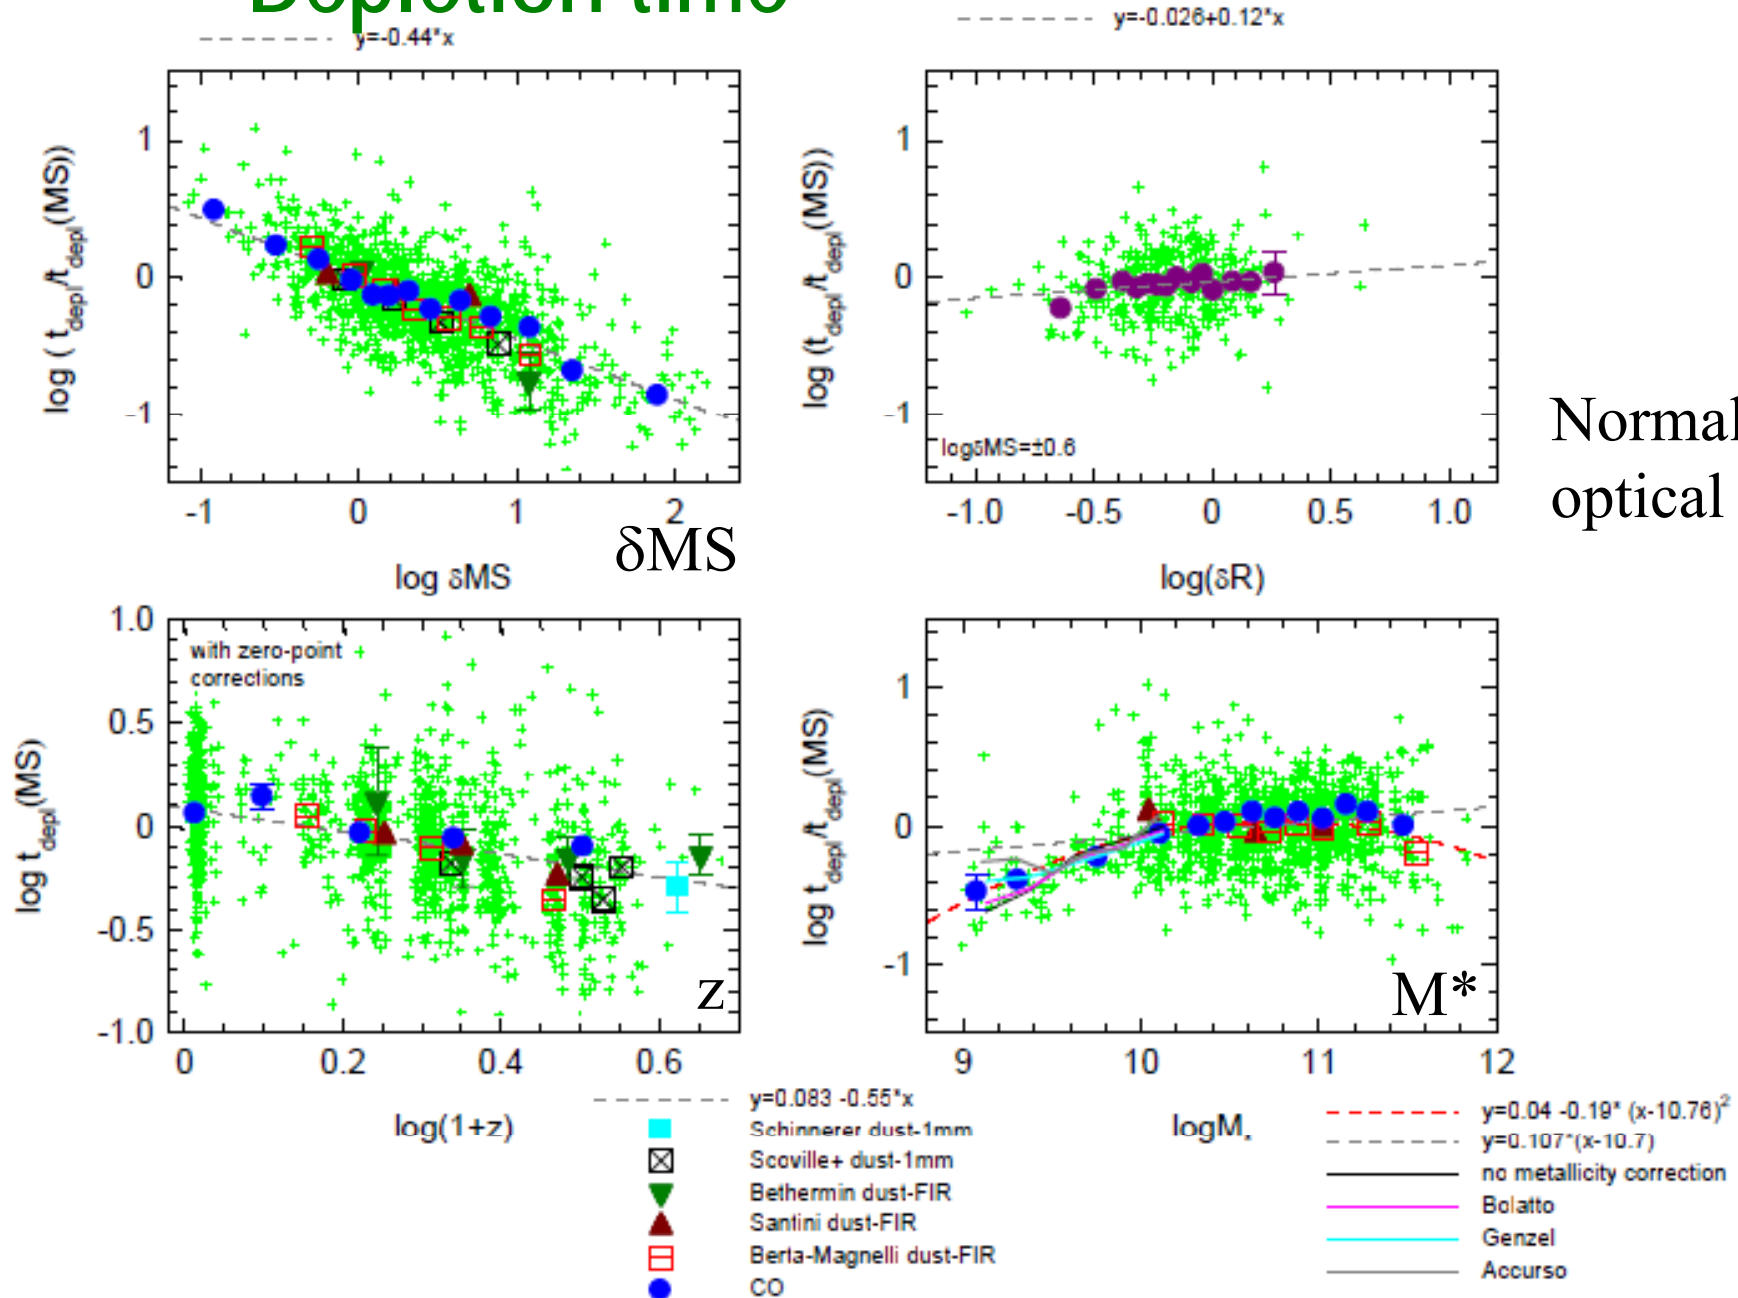 Depletion time
y=-0.44*x
y=-0.026+0.12*x
log ( t_depl/t_depl(MS))
1
0
-1
-1 0 1 2
log δMS
δMS
log (t_depl/t_depl(MS))
1
0
-1
logδMS=±0.6
-1.0 -0.5 0 0.5 1.0
log(δR)
Normal
optical
log t_depl(MS)
1.0
0.5
0
-0.5
-1.0
with zero-point
corrections
z
0 0.2 0.4 0.6
log(1+z)
log t_depl/t_depl(MS)
1
0
-1
M*
9 10 11 12
logM*
y=0.083 -0.55*x
Schinnerer dust-1mm
Scoville+ dust-1mm
Bethermin dust-FIR
Santini dust-FIR
Berta-Magnelli dust-FIR
CO
y=0.04 -0.19* (x-10.76)²
y=0.107*(x-10.7)
no metallicity correction
Bolatto
Genzel
Accurso